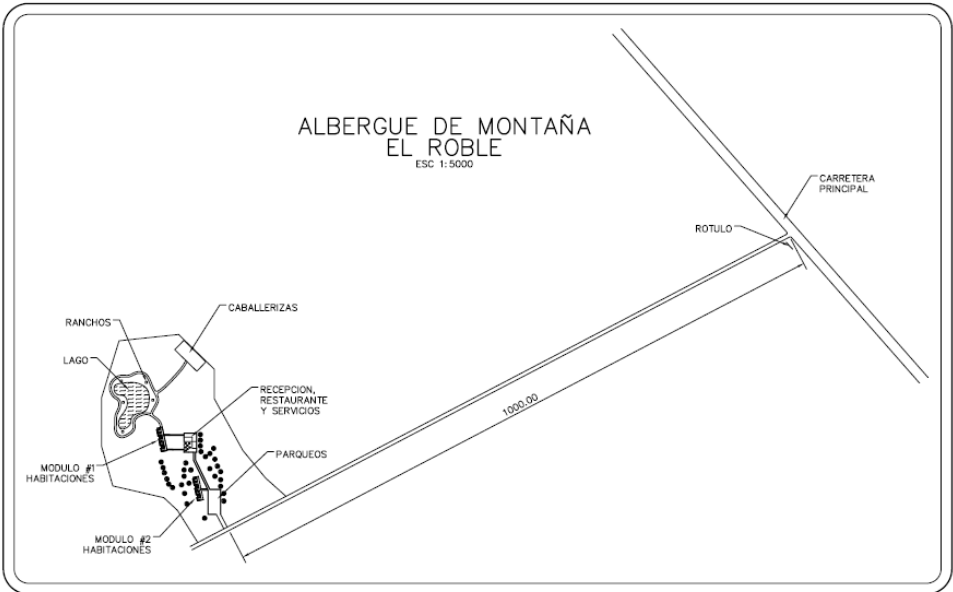 ALBERGUE DE MONTAÑA
EL ROBLE
ESC 1:5000
CARRETERA
PRINCIPAL
ROTULO
CABALLERIZAS
RANCHOS
LAGO
RECEPCION,
RESTAURANTE
Y SERVICIOS
1000.00
PARQUEOS
MODULO #1
HABITACIONES
MODULO #2
HABITACIONES